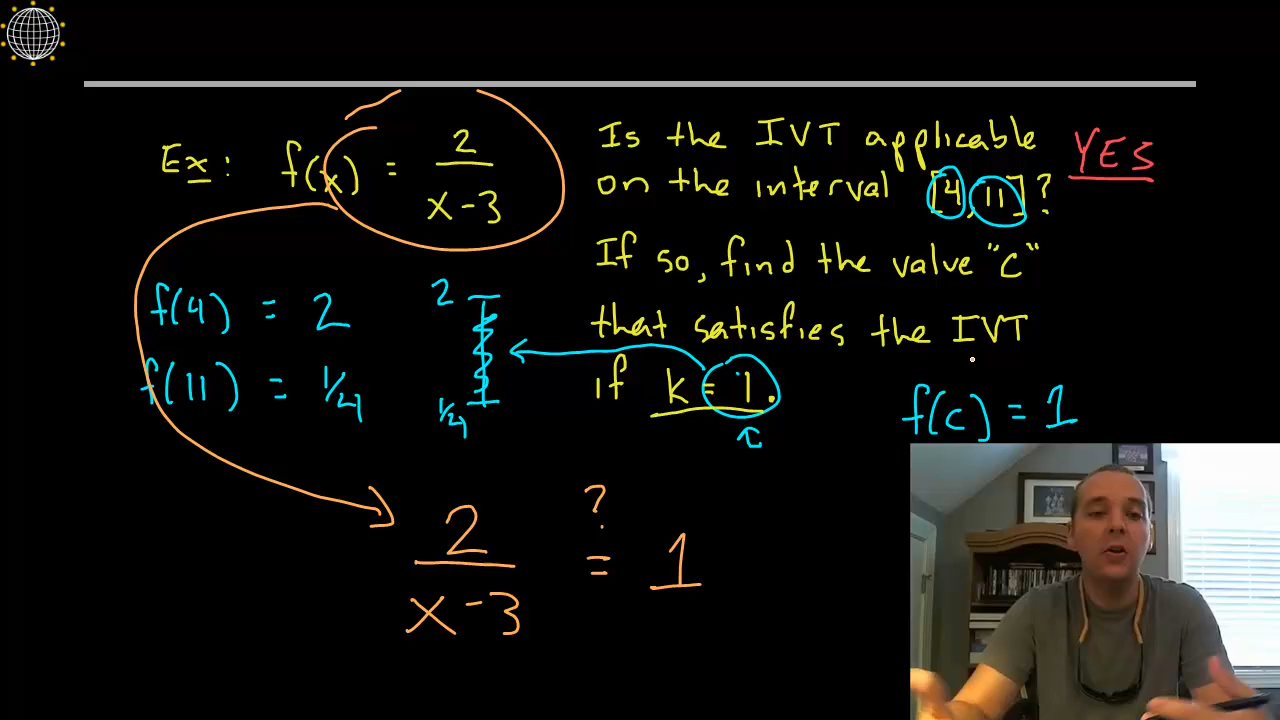 Ex: f(x) = 2 / x-3
Is the IVT applicable
on the interval [4,11]?
YES
If so, find the value "c"
that satisfies the IVT
if k = 1.
f(4) = 2
f(11) = 1/4
2
1/4
f(c) = 1
2 / x-3 ?= 1